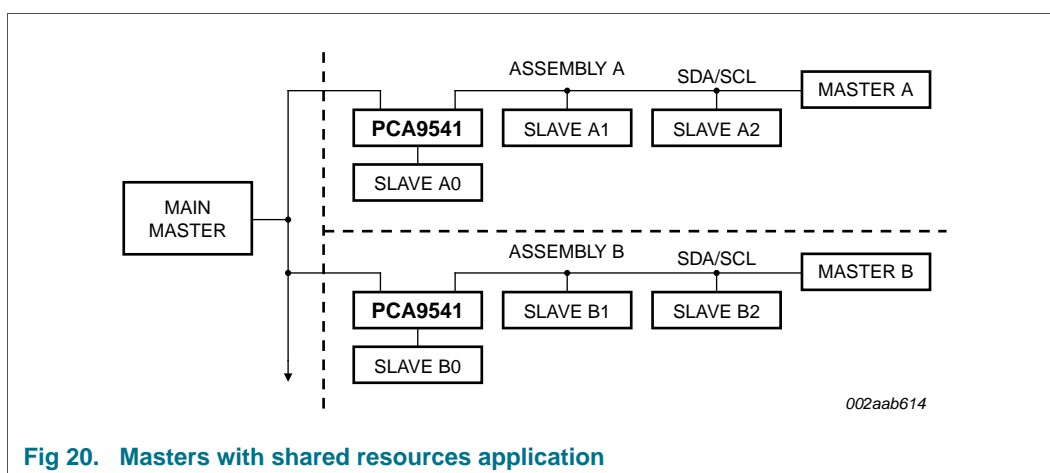 ASSEMBLY A
SDA/SCL
MASTER A
PCA9541
SLAVE A1
SLAVE A2
SLAVE A0
MAIN
MASTER
ASSEMBLY B
SDA/SCL
MASTER B
PCA9541
SLAVE B1
SLAVE B2
SLAVE B0
002aab614
Fig 20. Masters with shared resources application